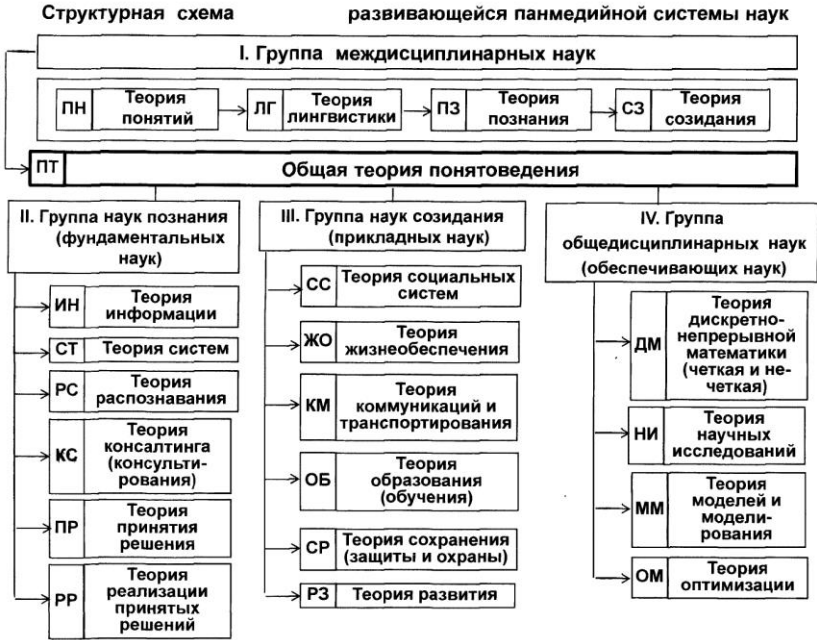 Структурная схема развивающейся панмедийной системы наук
I. Группа междисциплинарных наук
ПН Теория
понятий
ЛГ Теория
лингвистики
ПЗ Теория
познания
СЗ Теория
созидания
ПТ Общая теория понятоведения
II. Группа наук познания
(фундаментальных
наук)
ИН Теория
информации
СТ Теория систем
РС Теория
распознавания
КС Теория
консалтинга
(консульти-
рования)
ПР Теория
принятия
решения
РР Теория
реализации
принятых
решений
III. Группа наук созидания
(прикладных наук)
СС Теория социальных
систем
ЖО Теория
жизнеобеспечения
КМ Теория
коммуникаций и
транспортирования
ОБ Теория
образования
(обучения)
СР Теория сохранения
(защиты и охраны)
РЗ Теория развития
IV. Группа
общедисциплинарных наук
(обеспечивающих наук)
ДМ Теория
дискретно-
непрерывной
математики
(четкая и не-
четкая)
НИ Теория
научных
исследований
ММ Теория
моделей и
модели-
рования
ОМ Теория
оптимизации